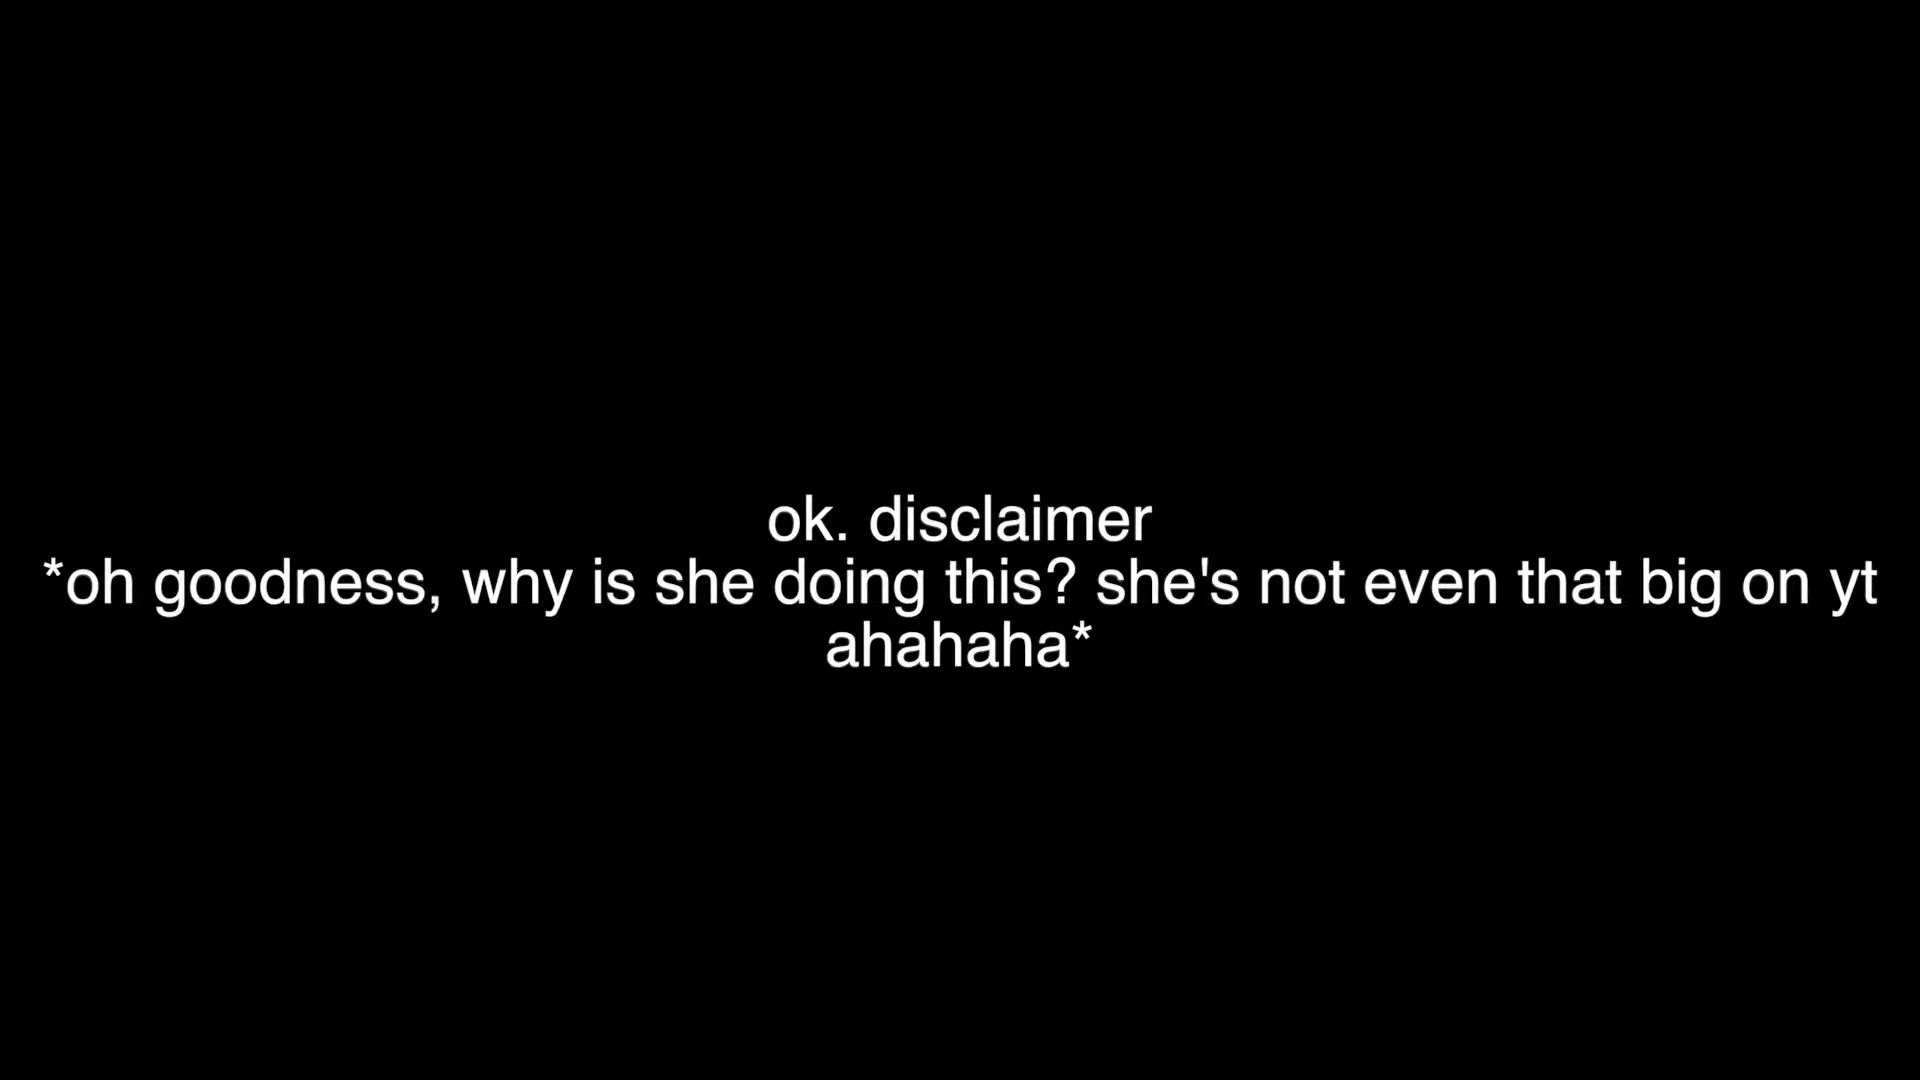 ok. disclaimer
*oh goodness, why is she doing this? she's not even that big on yt
ahahaha*